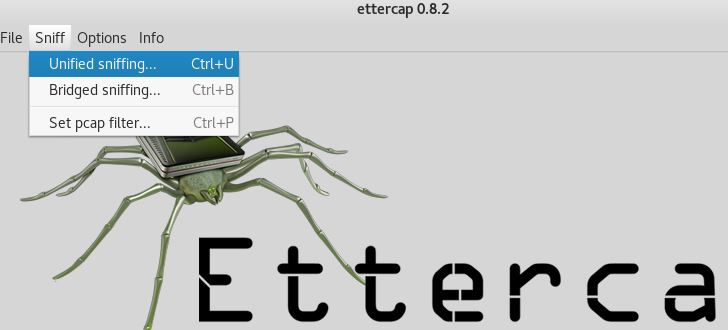 ettercap 0.8.2
File Sniff Options Info
Unified sniffing... Ctrl+U
Bridged sniffing... Ctrl+B
Set pcap filter... Ctrl+P
Etterca